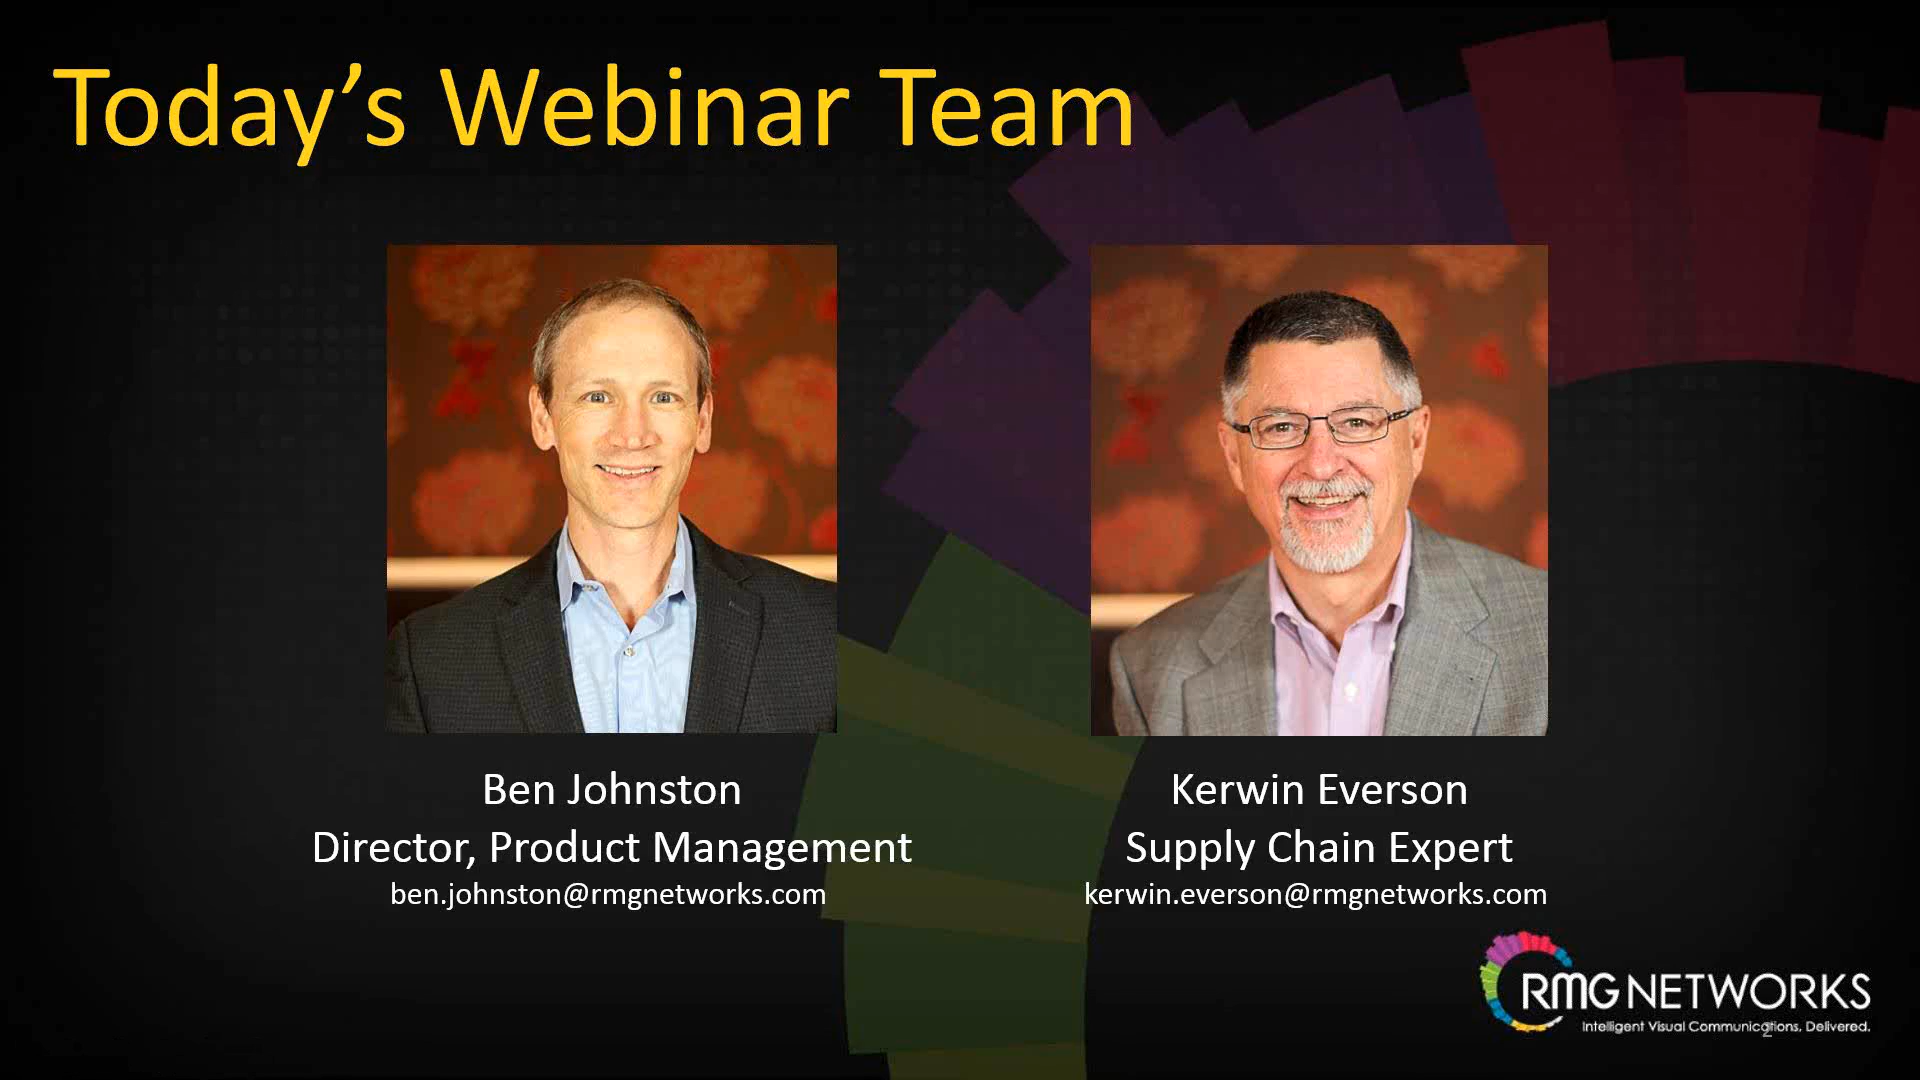 Today’s Webinar Team
Ben Johnston
Director, Product Management
ben.johnston@rmgnetworks.com
Kerwin Everson
Supply Chain Expert
kerwin.everson@rmgnetworks.com
RMG NETWORKS
Intelligent Visual Communications. Delivered.
2